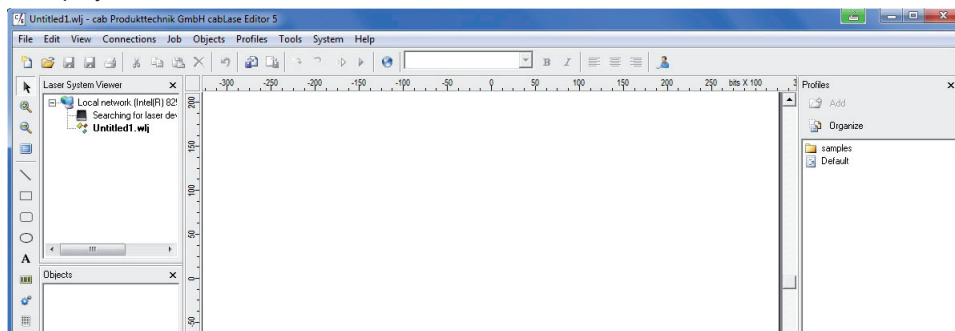 Untitled1.wlj - cab Produkttechnik GmbH cabLase Editor 5
File Edit View Connections Job Objects Profiles Tools System Help
B I
Laser System Viewer x
-300 -250 -200 -150 -100 -50 0 50 100 150 200 250 bits X 100 3
Profiles x
Local network (Intel(R) 825
Searching for laser dev
Untitled1.wlj
Add
Organize
samples
Default
200
150
100
50
0
-50
A
Objects x